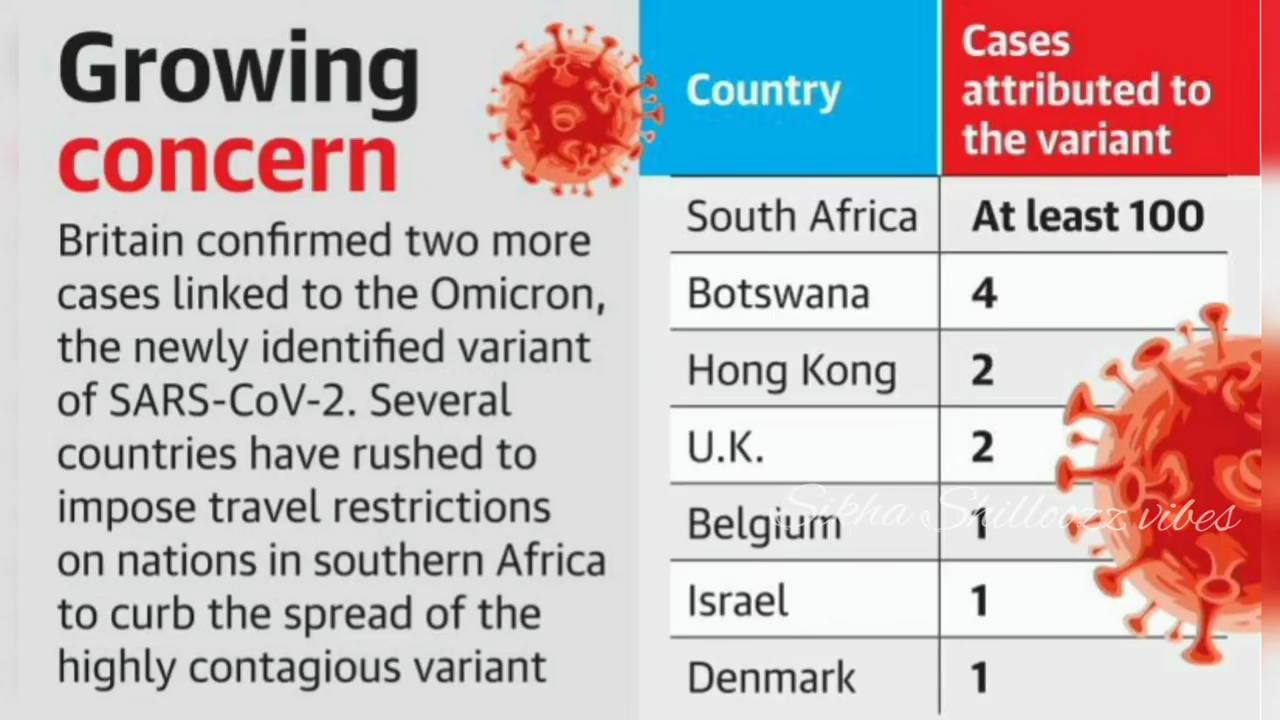 Growing
concern
Britain confirmed two more
cases linked to the Omicron,
the newly identified variant
of SARS-CoV-2. Several
countries have rushed to
impose travel restrictions
on nations in southern Africa
to curb the spread of the
highly contagious variant
Country
Cases
attributed to
the variant
South Africa At least 100
Botswana 4
Hong Kong 2
U.K. 2
Belgium 1
Sikha Shilloozz vibes
Israel 1
Denmark 1